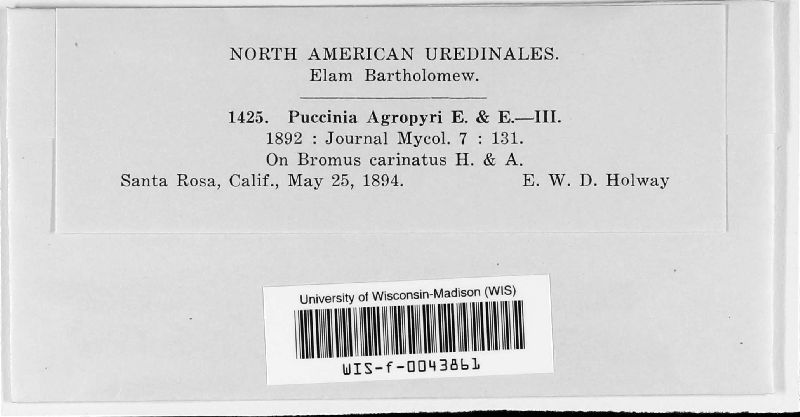 NORTH AMERICAN UREDINALES.
Elam Bartholomew.
1425. Puccinia Agropyri E. & E.—III.
1892 : Journal Mycol. 7 : 131.
On Bromus carinatus H. & A.
Santa Rosa, Calif., May 25, 1894. E. W. D. Holway
University of Wisconsin-Madison (WIS)
WIS-f-0043861